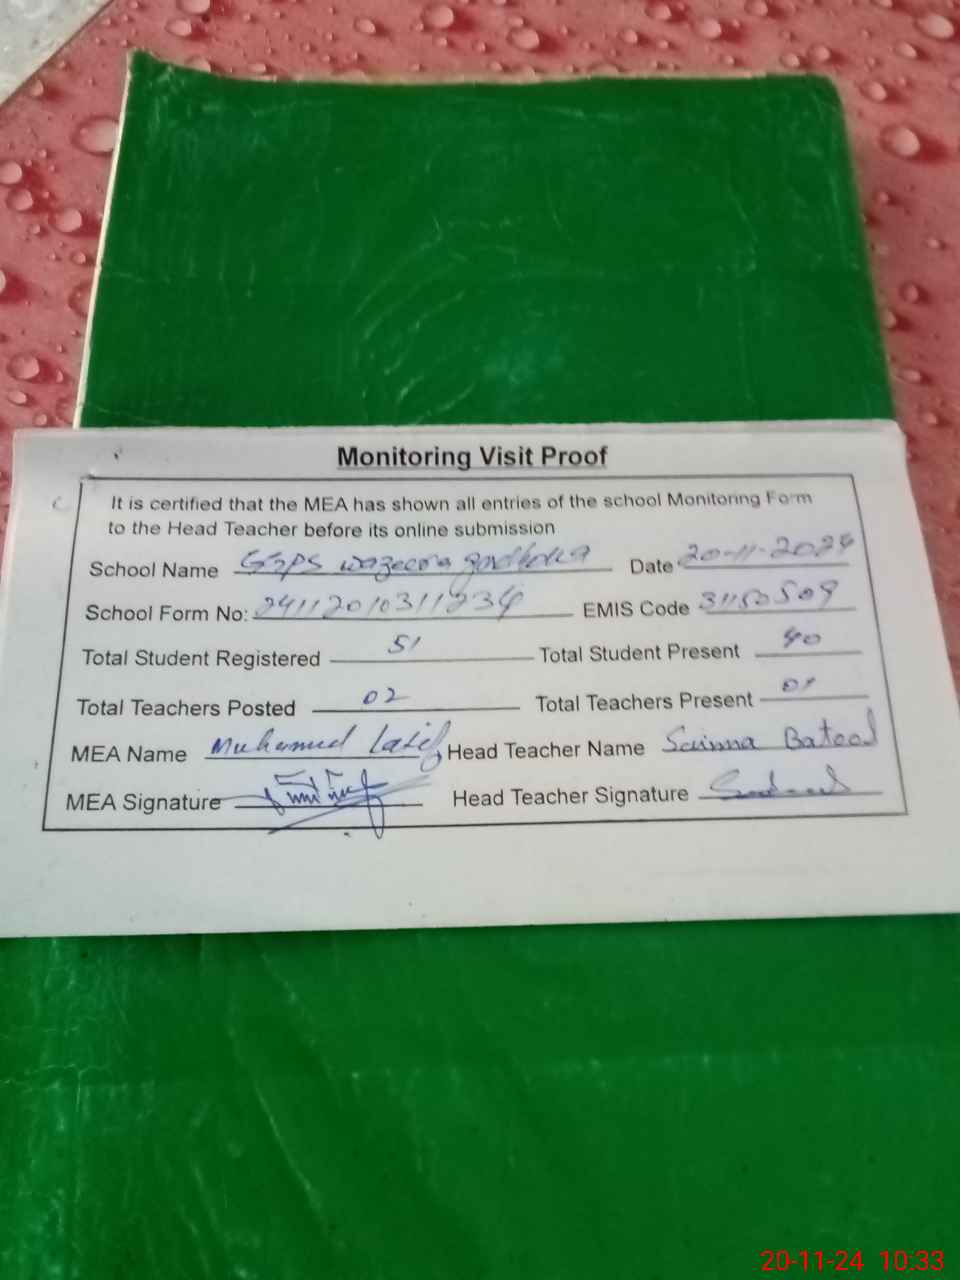 Monitoring Visit Proof
It is certified that the MEA has shown all entries of the school Monitoring Form
to the Head Teacher before its online submission
School Name GGPS Date 20-11-2024
School Form No: EMIS Code 31150509
Total Student Registered 51 Total Student Present 40
Total Teachers Posted 02 Total Teachers Present 01
MEA Name Muhamud Latif Head Teacher Name Batool
MEA Signature Head Teacher Signature
20-11-24 10:33